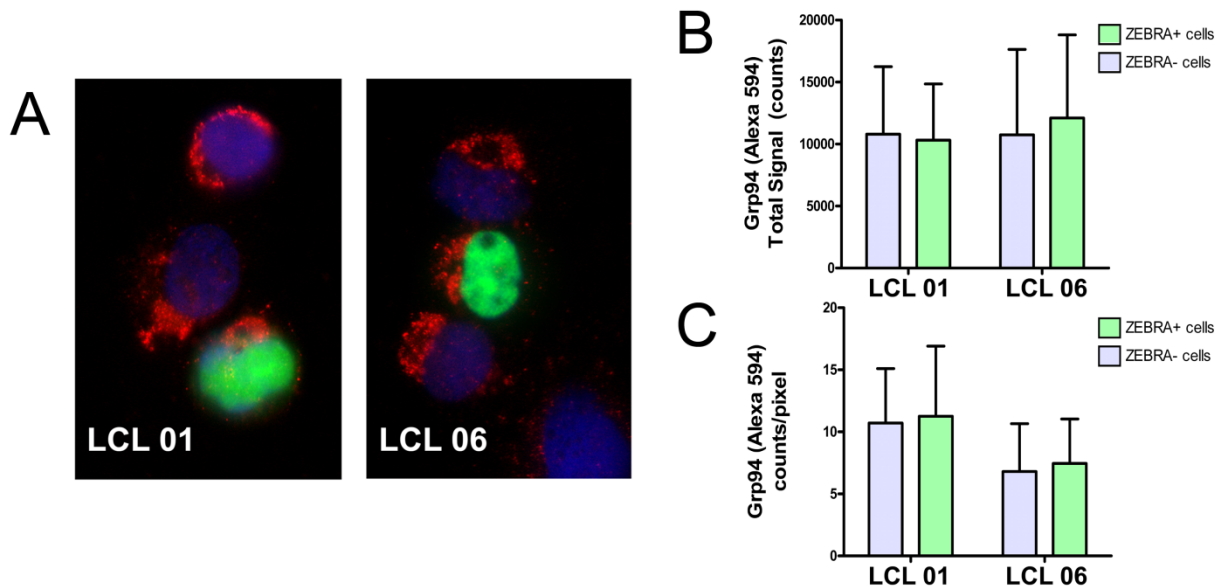 A
LCL 01
LCL 06
B
Grp94 (Alexa 594)
Total Signal (counts)
20000
15000
10000
5000
0
LCL 01
LCL 06
ZEBRA+ cells
ZEBRA- cells
C
Grp94 (Alexa 594)
counts/pixel
20
15
10
5
0
LCL 01
LCL 06
ZEBRA+ cells
ZEBRA- cells